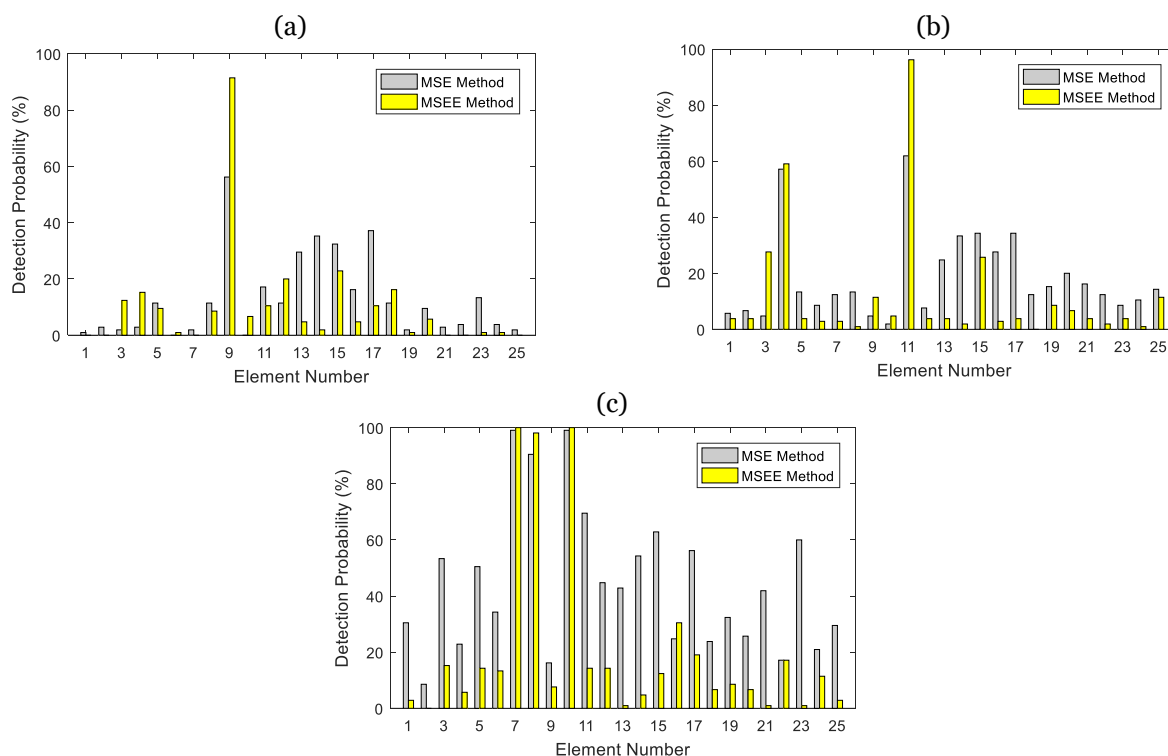 (a)
100
80
60
40
20
0
Detection Probability (%)
MSE Method
MSEE Method
1 3 5 7 9 11 13 15 17 19 21 23 25
Element Number
(b)
100
80
60
40
20
0
Detection Probability (%)
MSE Method
MSEE Method
1 3 5 7 9 11 13 15 17 19 21 23 25
Element Number
(c)
100
80
60
40
20
0
Detection Probability (%)
MSE Method
MSEE Method
1 3 5 7 9 11 13 15 17 19 21 23 25
Element Number